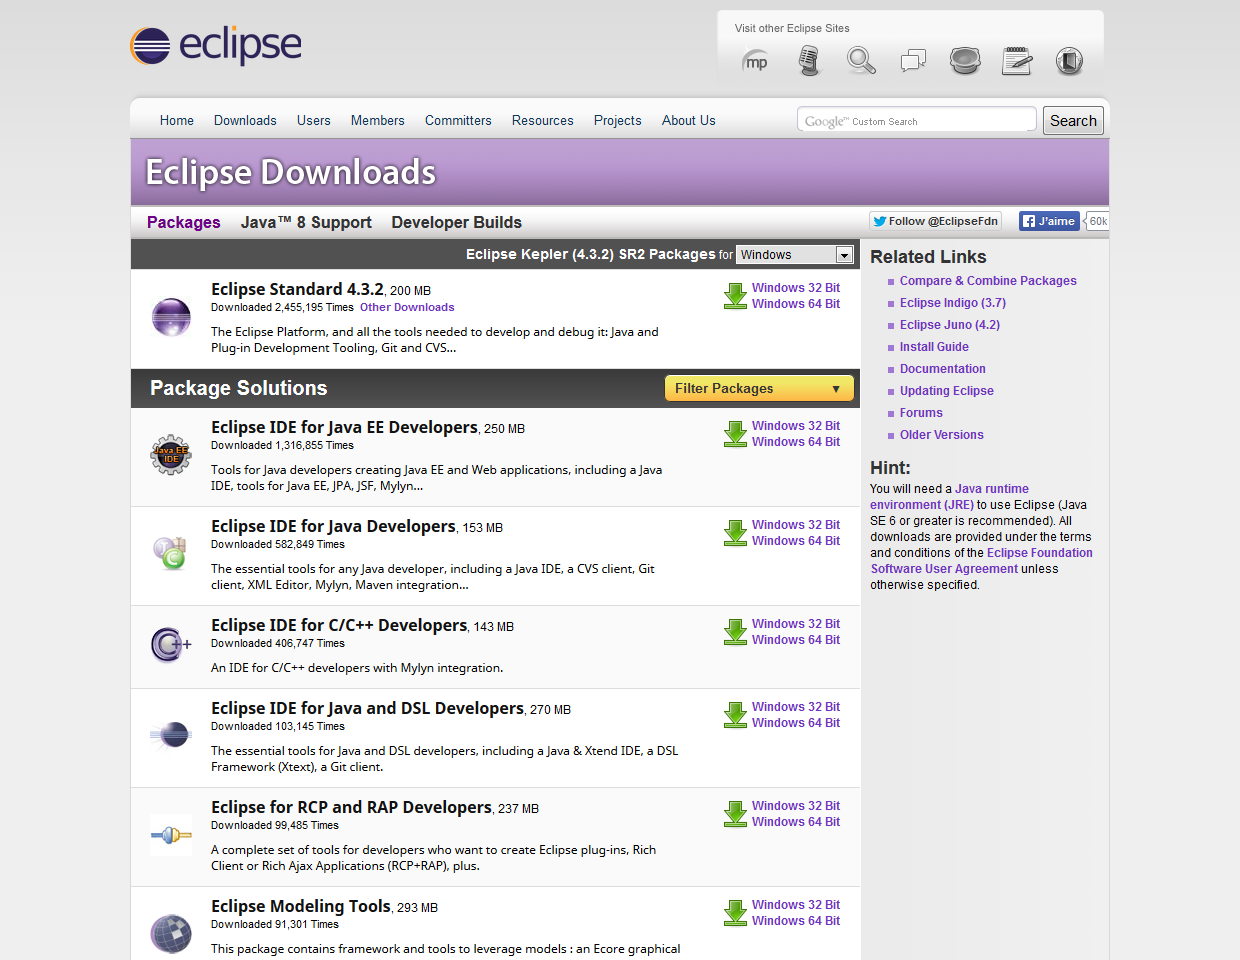 eclipse
Visit other Eclipse Sites
mp
Home Downloads Users Members Committers Resources Projects About Us
Google™ Custom Search
Search
Eclipse Downloads
Packages Java™ 8 Support Developer Builds
Follow @EclipseFdn
J'aime
60k
Eclipse Kepler (4.3.2) SR2 Packages for Windows
Eclipse Standard 4.3.2, 200 MB
Downloaded 2,455,195 Times Other Downloads
The Eclipse Platform, and all the tools needed to develop and debug it: Java and
Plug-in Development Tooling, Git and CVS...
Windows 32 Bit
Windows 64 Bit
Package Solutions
Filter Packages
Java EE
IDE
Eclipse IDE for Java EE Developers, 250 MB
Downloaded 1,316,855 Times
Tools for Java developers creating Java EE and Web applications, including a Java
IDE, tools for Java EE, JPA, JSF, Mylyn...
Windows 32 Bit
Windows 64 Bit
Eclipse IDE for Java Developers, 153 MB
Downloaded 582,849 Times
The essential tools for any Java developer, including a Java IDE, a CVS client, Git
client, XML Editor, Mylyn, Maven integration...
Windows 32 Bit
Windows 64 Bit
C++
Eclipse IDE for C/C++ Developers, 143 MB
Downloaded 406,747 Times
An IDE for C/C++ developers with Mylyn integration.
Windows 32 Bit
Windows 64 Bit
Eclipse IDE for Java and DSL Developers, 270 MB
Downloaded 103,145 Times
The essential tools for Java and DSL developers, including a Java & Xtend IDE, a DSL
Framework (Xtext), a Git client.
Windows 32 Bit
Windows 64 Bit
Eclipse for RCP and RAP Developers, 237 MB
Downloaded 99,485 Times
A complete set of tools for developers who want to create Eclipse plug-ins, Rich
Client or Rich Ajax Applications (RCP+RAP), plus.
Windows 32 Bit
Windows 64 Bit
Eclipse Modeling Tools, 293 MB
Downloaded 91,301 Times
This package contains framework and tools to leverage models : an Ecore graphical
Windows 32 Bit
Windows 64 Bit
Related Links
Compare & Combine Packages
Eclipse Indigo (3.7)
Eclipse Juno (4.2)
Install Guide
Documentation
Updating Eclipse
Forums
Older Versions
Hint:
You will need a Java runtime
environment (JRE) to use Eclipse (Java
SE 6 or greater is recommended). All
downloads are provided under the terms
and conditions of the Eclipse Foundation
Software User Agreement unless
otherwise specified.